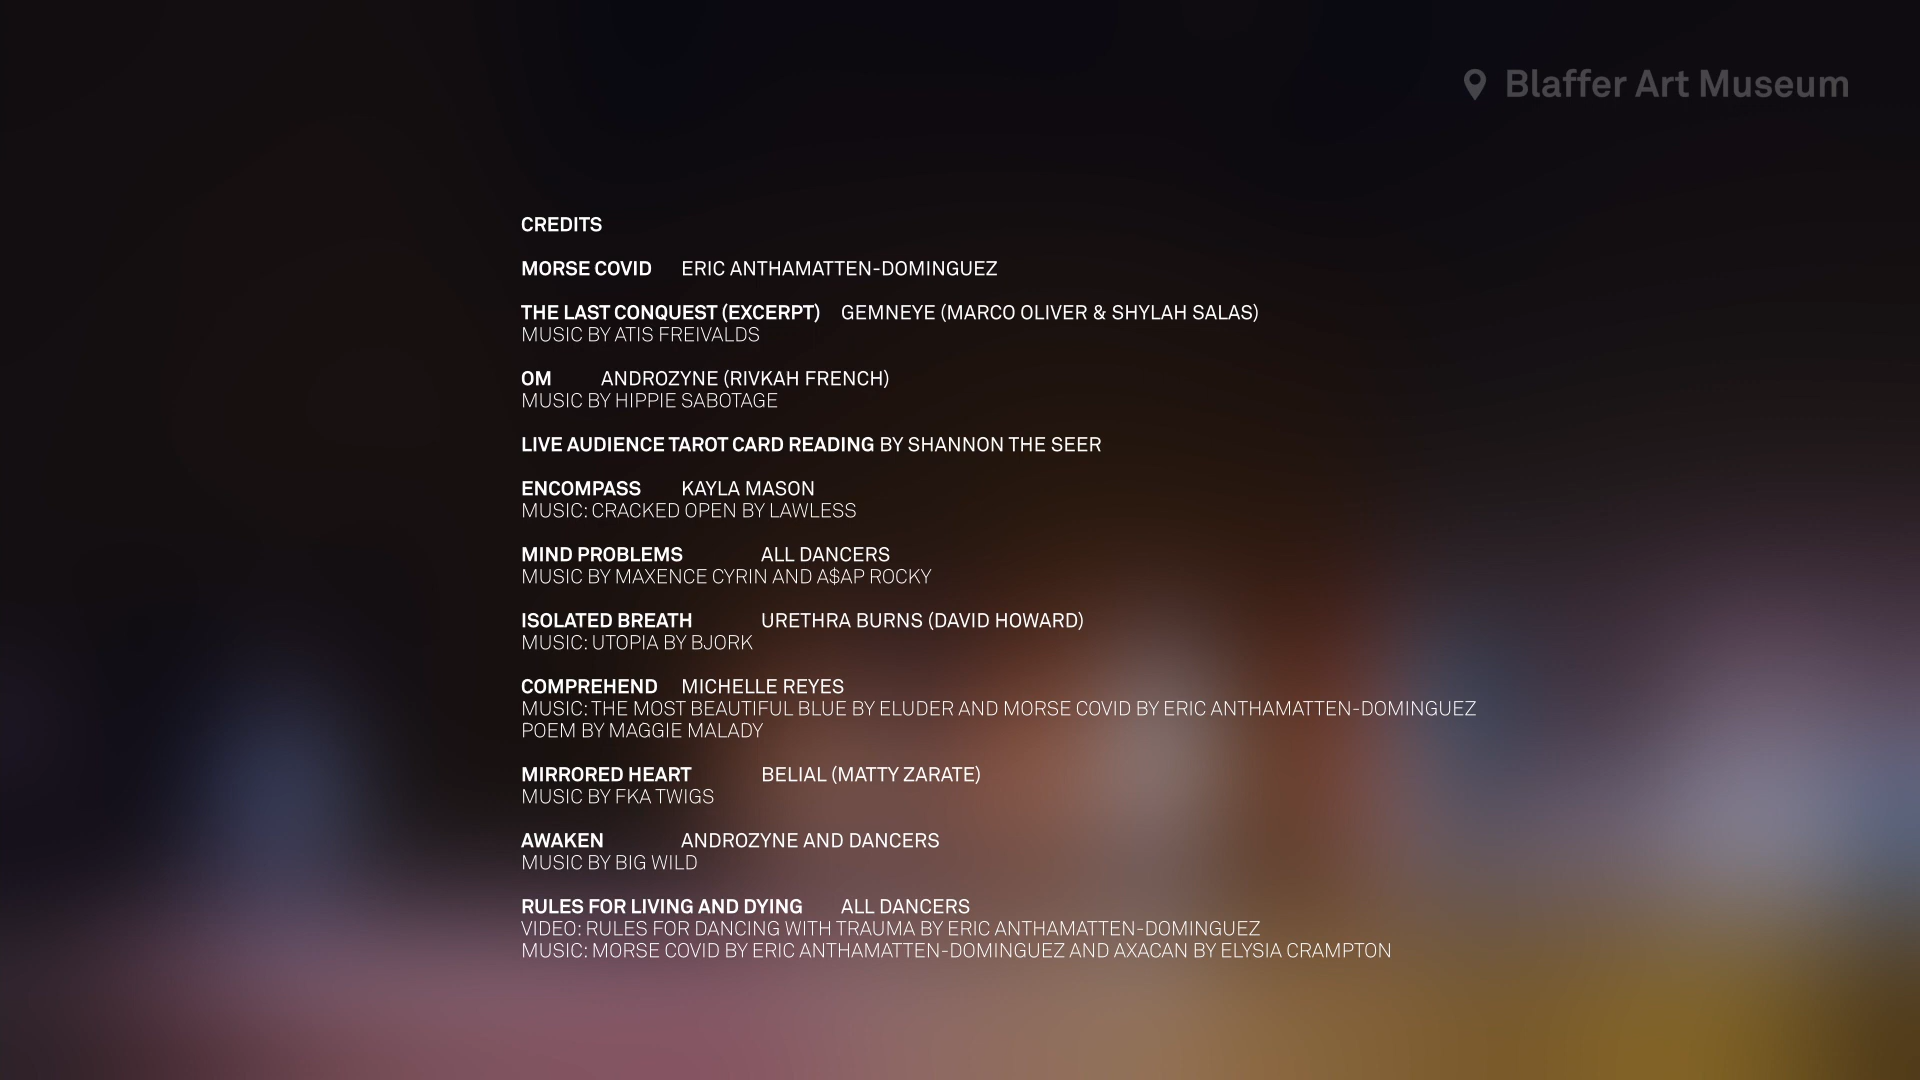 Blaffer Art Museum
CREDITS
MORSE COVID ERIC ANTHAMATTEN-DOMINGUEZ
THE LAST CONQUEST (EXCERPT) GEMNEYE (MARCO OLIVER & SHYLAH SALAS)
MUSIC BY ATIS FREIVALDS
OM ANDROZYNE (RIVKAH FRENCH)
MUSIC BY HIPPIE SABOTAGE
LIVE AUDIENCE TAROT CARD READING BY SHANNON THE SEER
ENCOMPASS KAYLA MASON
MUSIC: CRACKED OPEN BY LAWLESS
MIND PROBLEMS ALL DANCERS
MUSIC BY MAXENCE CYRIN AND A$AP ROCKY
ISOLATED BREATH URETHRA BURNS (DAVID HOWARD)
MUSIC: UTOPIA BY BJORK
COMPREHEND MICHELLE REYES
MUSIC: THE MOST BEAUTIFUL BLUE BY ELUDER AND MORSE COVID BY ERIC ANTHAMATTEN-DOMINGUEZ
POEM BY MAGGIE MALADY
MIRRORED HEART BELIAL (MATTY ZARATE)
MUSIC BY FKA TWIGS
AWAKEN ANDROZYNE AND DANCERS
MUSIC BY BIG WILD
RULES FOR LIVING AND DYING ALL DANCERS
VIDEO: RULES FOR DANCING WITH TRAUMA BY ERIC ANTHAMATTEN-DOMINGUEZ
MUSIC: MORSE COVID BY ERIC ANTHAMATTEN-DOMINGUEZ AND AXACAN BY ELYSIA CRAMPTON